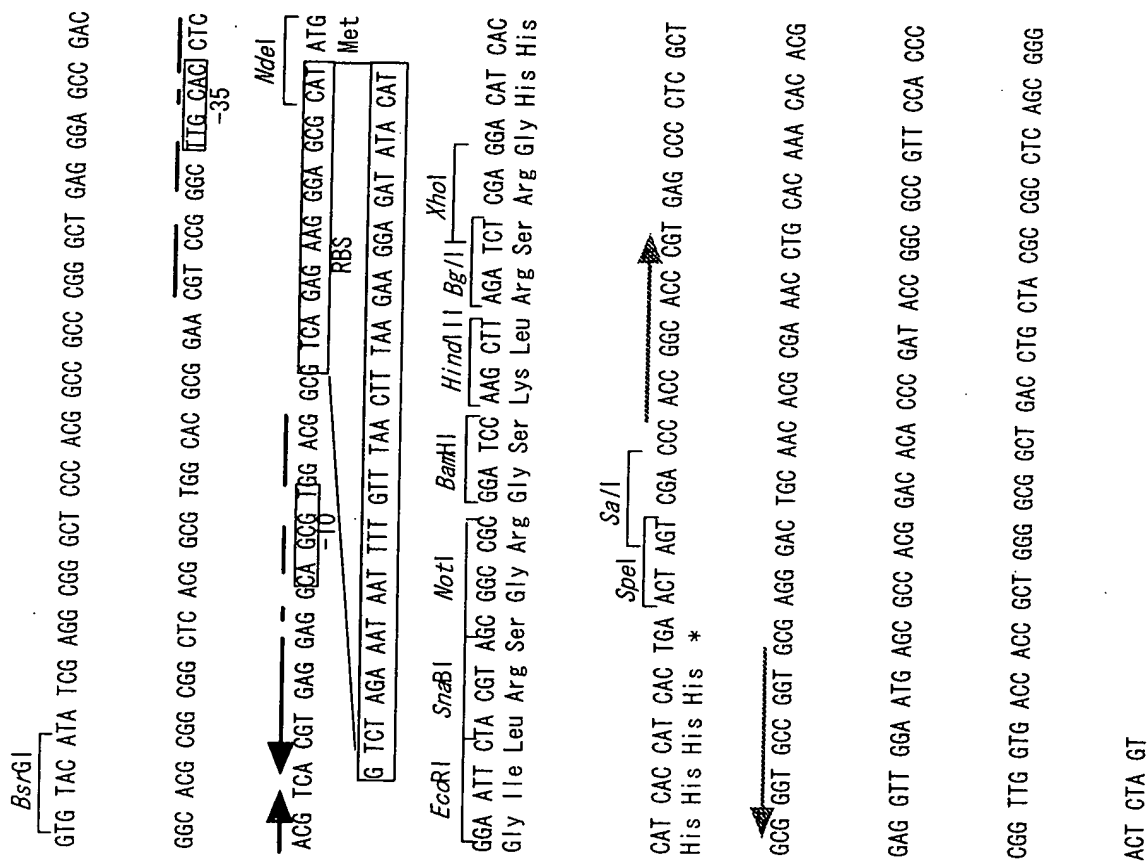 BsrGI
GTG TAC ATA TCG AGG CGG GCT CCC ACG GCC GCC CGG GCT GAG GGA GCC GAC
GGC ACG CGG CGG CTC ACG GCG TGG CAC GCG GAA CGT CCG GGC TTG CAC CTC
-35
NdeI
ACG TCA CGT GAG GAG GCA GCG TGG ACG GCG TCA GAG AAG GGA GCG CAT ATG
-10
RBS
Met
G TCT AGA AAT AAT TTT GTT TAA CTT TAA GAA GGA GAT ATA CAT
EcoRI SnaBI NotI BamHI HindIII BglII XhoI
GGA ATT CTA CGT AGC GGC CGC GGA TCC AAG CTT AGA TCT CGA GGA CAT CAC
Gly Ile Leu Arg Ser Gly Arg Gly Ser Lys Leu Arg Ser Arg Gly His His
SpeI SalI
CAT CAC CAT CAC TGA ACT AGT CGA CCC ACC GGC ACC CGT GAG CCC CTC GCT
His His His His *
GCG GGT GCC GGT GCG AGG GAC TGC AAC ACG CGA AAC CTG CAC AAA CAC ACG
GAG GTT GGA ATG AGC GCC ACG GAC ACA CCC GAT ACC GGC GCC GTT CCA CCC
CGG TTG GTG ACC ACC GCT GGG GCG GCT GAC CTG CTA CGC CGC CTC AGC GGG
ACT CTA GT